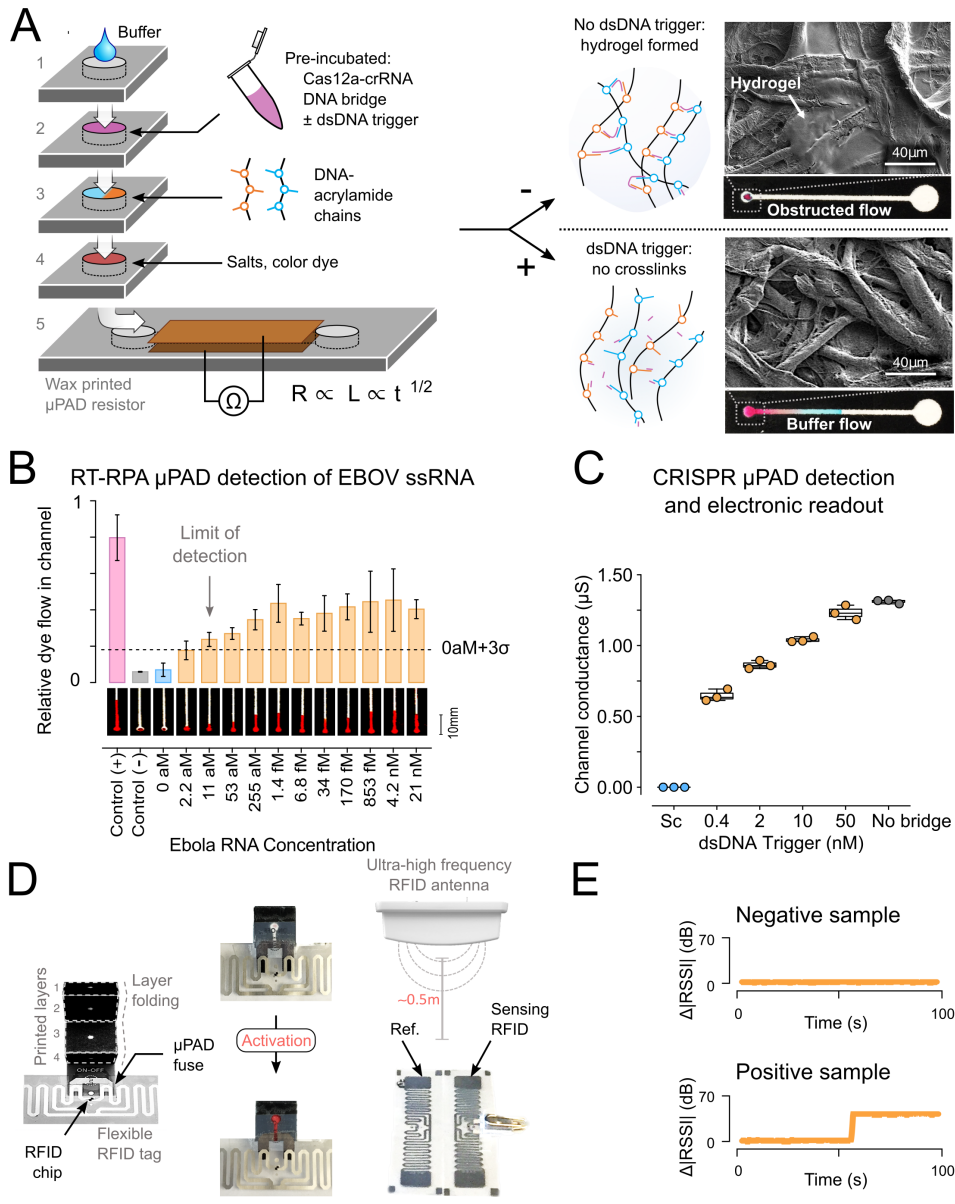 A
Buffer
1
2
3
4
5
Pre-incubated:
Cas12a-crRNA
DNA bridge
± dsDNA trigger
DNA-
acrylamide
chains
Salts, color dye
Wax printed
µPAD resistor
Ω
R ∝ L ∝ t 1/2
-
+
No dsDNA trigger:
hydrogel formed
Hydrogel
40µm
Obstructed flow
dsDNA trigger:
no crosslinks
40µm
Buffer flow
B
RT-RPA µPAD detection of EBOV ssRNA
Relative dye flow in channel
1
0
Limit of
detection
0aM+3σ
10mm
Control (+)
Control (-)
0 aM
2.2 aM
11 aM
53 aM
255 aM
1.4 fM
6.8 fM
34 fM
170 fM
853 fM
4.2 nM
21 nM
Ebola RNA Concentration
C
CRISPR µPAD detection
and electronic readout
Channel conductance (µS)
1.50
1.00
0.50
0.00
Sc 0.4 2 10 50 No bridge
dsDNA Trigger (nM)
D
Printed layers
1
2
3
4
Layer
folding
ON-OFF
µPAD
fuse
RFID
chip
Flexible
RFID tag
Activation
Ultra-high frequency
RFID antenna
~0.5m
Ref.
Sensing
RFID
E
Negative sample
Δ|RSSI| (dB)
70
0
0 100
Time (s)
Positive sample
Δ|RSSI| (dB)
70
0
0 100
Time (s)